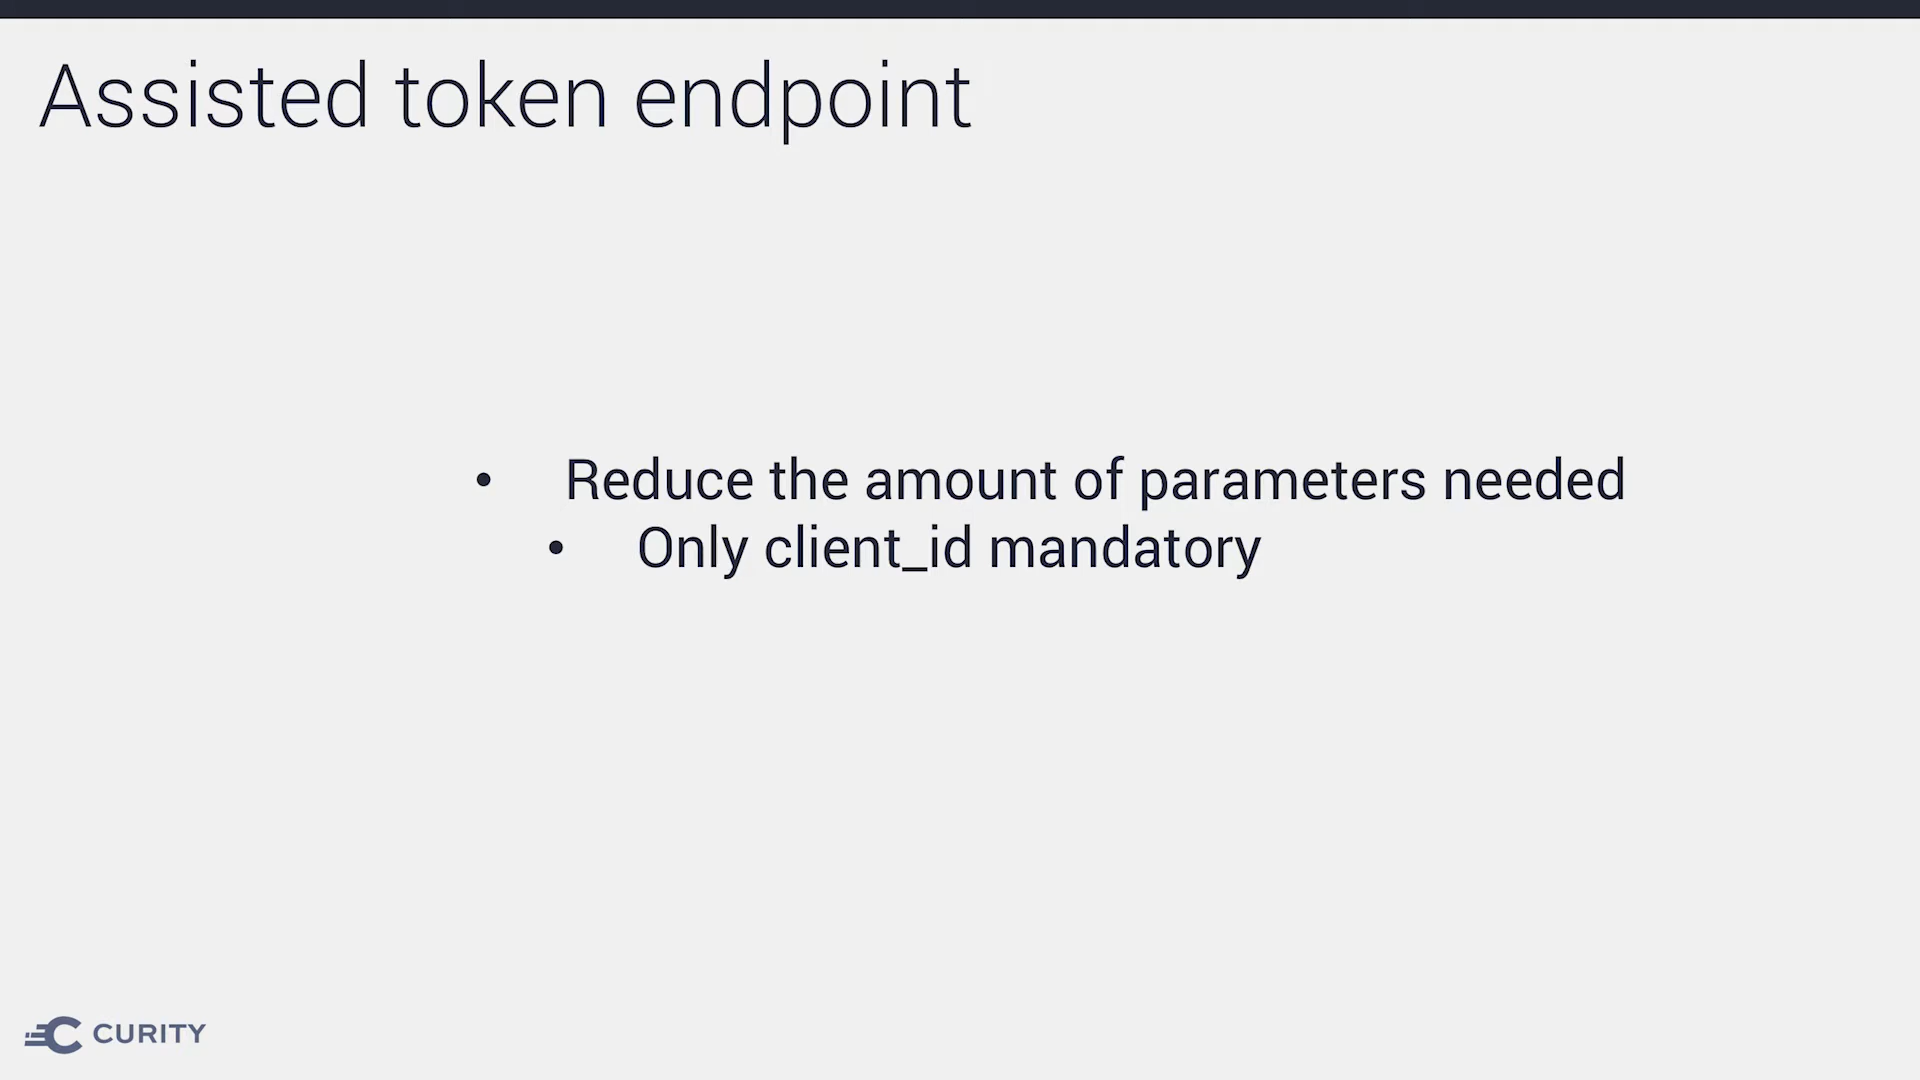 Assisted token endpoint
• Reduce the amount of parameters needed
• Only client_id mandatory
CURITY